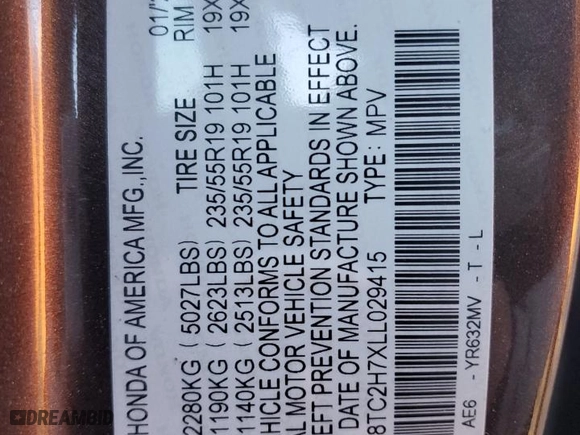 HONDA OF AMERICA MFG.,INC. 01/
TIRE SIZE RIM
2280KG ( 5027LBS)
1190KG ( 2623LBS) 235/55R19 101H 19X
1140KG ( 2513LBS) 235/55R19 101H 19X
HICLE CONFORMS TO ALL APPLICABLE
AL MOTOR VEHICLE SAFETY
EFT PREVENTION STANDARDS IN EFFECT
DATE OF MANUFACTURE SHOWN ABOVE.
8TC2H7XLL029415 TYPE: MPV
AE6 - YR632MV - T - L
DREAMBID